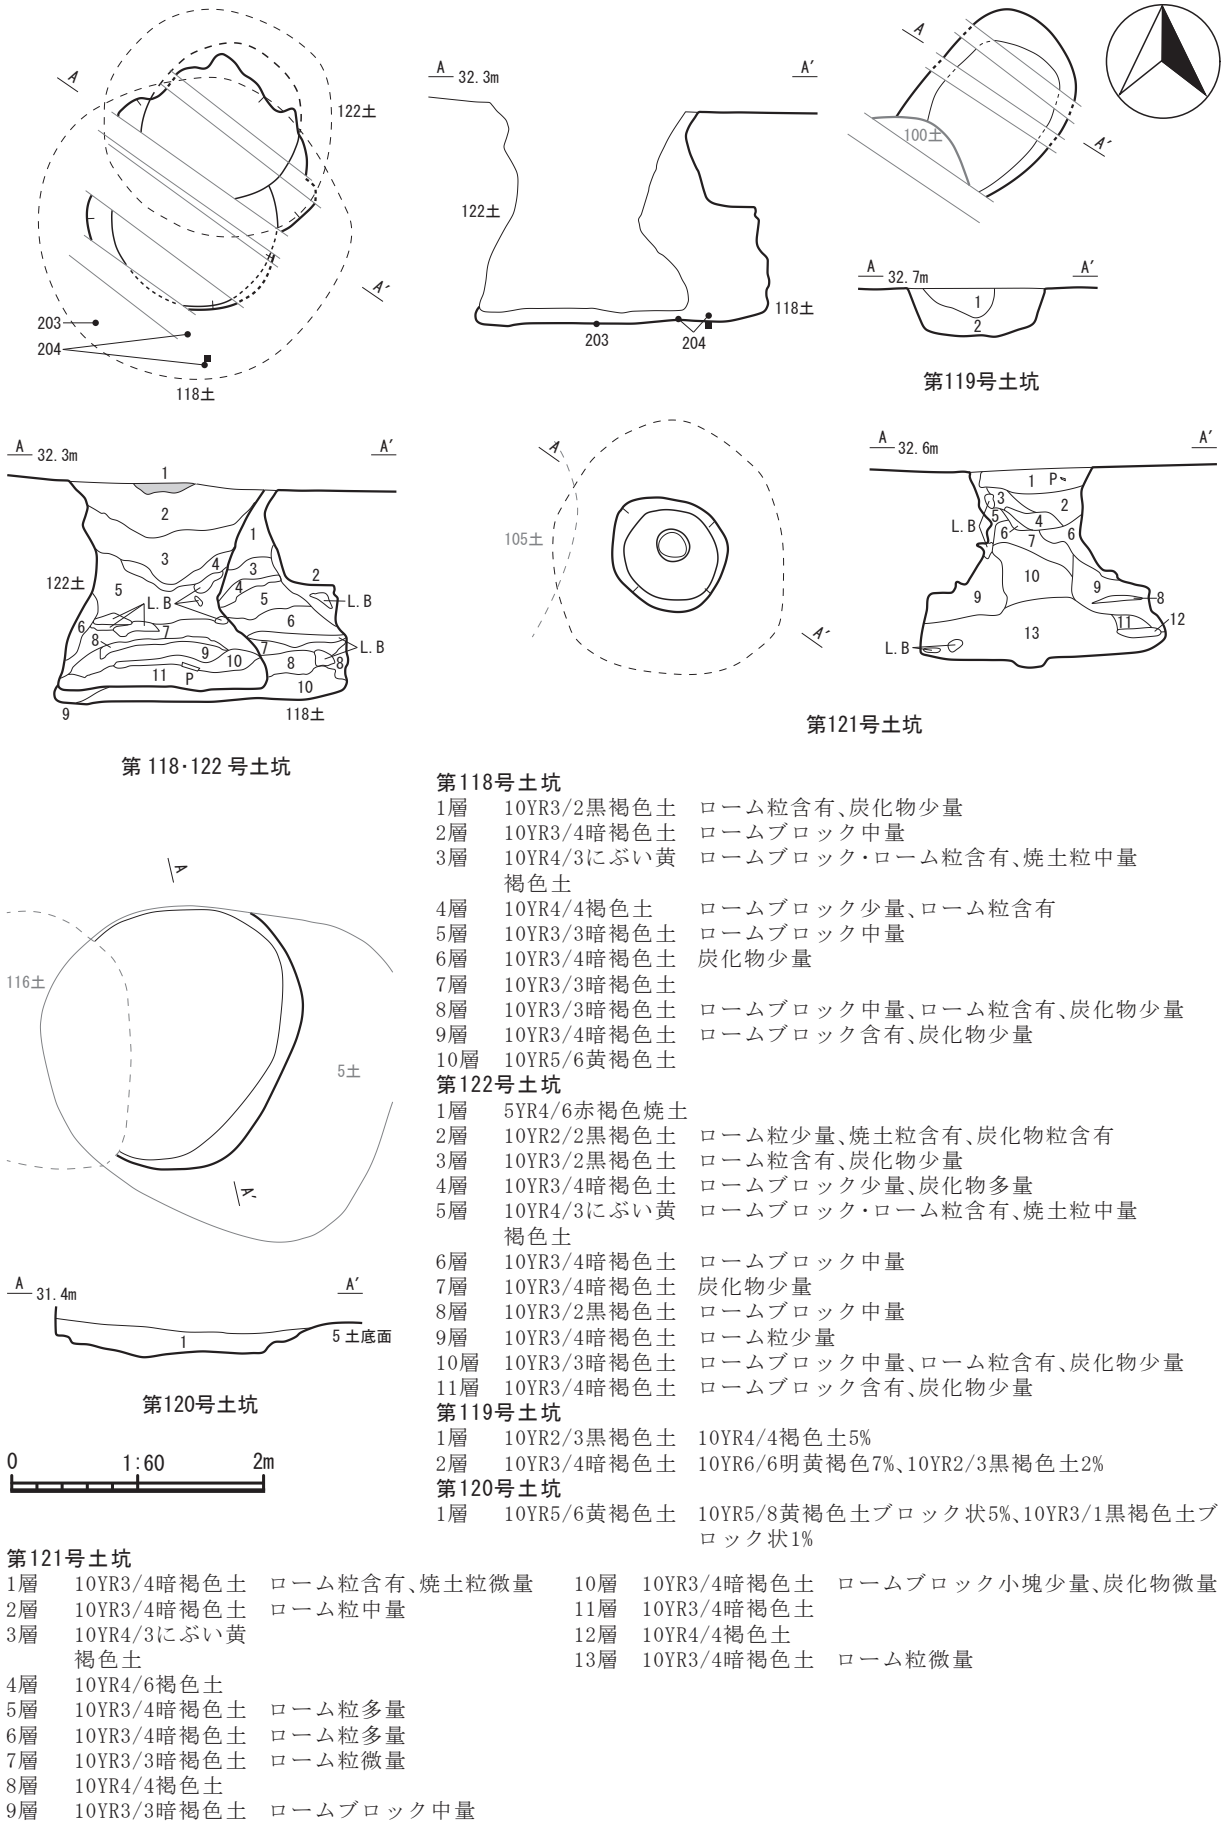 A
A′
122土
203
204
118土
A 32.3m A′
122土
118土
203
204
A
100土
A′
A 32.7m A′
1
2
第119号土坑
A 32.3m A′
1
2
1
3
4
3
2
122土
5
L.B
4
5
L.B
6
7
6
8
9
10
7
8
8
L.B
11
P
10
9
118土
第118・122号土坑
A
105土
A′
A 32.6m A′
1
P
3
2
L.B
5
4
6
7
6
10
9
9
8
11
12
13
L.B
第121号土坑
A
116土
5土
A′
A 31.4m A′
1
5土底面
第120号土坑
0 1:60 2m
第118号土坑
1層 10YR3/2黒褐色土 ローム粒含有、炭化物少量
2層 10YR3/4暗褐色土 ロームブロック中量
3層 10YR4/3にぶい黄 ロームブロック・ローム粒含有、焼土粒中量
褐色土
4層 10YR4/4褐色土 ロームブロック少量、ローム粒含有
5層 10YR3/3暗褐色土 ロームブロック中量
6層 10YR3/4暗褐色土 炭化物少量
7層 10YR3/3暗褐色土
8層 10YR3/3暗褐色土 ロームブロック中量、ローム粒含有、炭化物少量
9層 10YR3/4暗褐色土 ロームブロック含有、炭化物少量
10層 10YR5/6黄褐色土
第122号土坑
1層 5YR4/6赤褐色焼土
2層 10YR2/2黒褐色土 ローム粒少量、焼土粒含有、炭化物粒含有
3層 10YR3/2黒褐色土 ローム粒含有、炭化物少量
4層 10YR3/4暗褐色土 ロームブロック少量、炭化物多量
5層 10YR4/3にぶい黄 ロームブロック・ローム粒含有、焼土粒中量
褐色土
6層 10YR3/4暗褐色土 ロームブロック中量
7層 10YR3/4暗褐色土 炭化物少量
8層 10YR3/2黒褐色土 ロームブロック中量
9層 10YR3/4暗褐色土 ローム粒少量
10層 10YR3/3暗褐色土 ロームブロック中量、ローム粒含有、炭化物少量
11層 10YR3/4暗褐色土 ロームブロック含有、炭化物少量
第119号土坑
1層 10YR2/3黒褐色土 10YR4/4褐色土5%
2層 10YR3/4暗褐色土 10YR6/6明黄褐色7%、10YR2/3黒褐色土2%
第120号土坑
1層 10YR5/6黄褐色土 10YR5/8黄褐色土ブロック状5%、10YR3/1黒褐色土ブ
ロック状1%
第121号土坑
1層 10YR3/4暗褐色土 ローム粒含有、焼土粒微量
2層 10YR3/4暗褐色土 ローム粒中量
3層 10YR4/3にぶい黄
褐色土
4層 10YR4/6褐色土
5層 10YR3/4暗褐色土 ローム粒多量
6層 10YR3/4暗褐色土 ローム粒多量
7層 10YR3/3暗褐色土 ローム粒微量
8層 10YR4/4褐色土
9層 10YR3/3暗褐色土 ロームブロック中量
10層 10YR3/4暗褐色土 ロームブロック小塊少量、炭化物微量
11層 10YR3/4暗褐色土
12層 10YR4/4褐色土
13層 10YR3/4暗褐色土 ローム粒微量